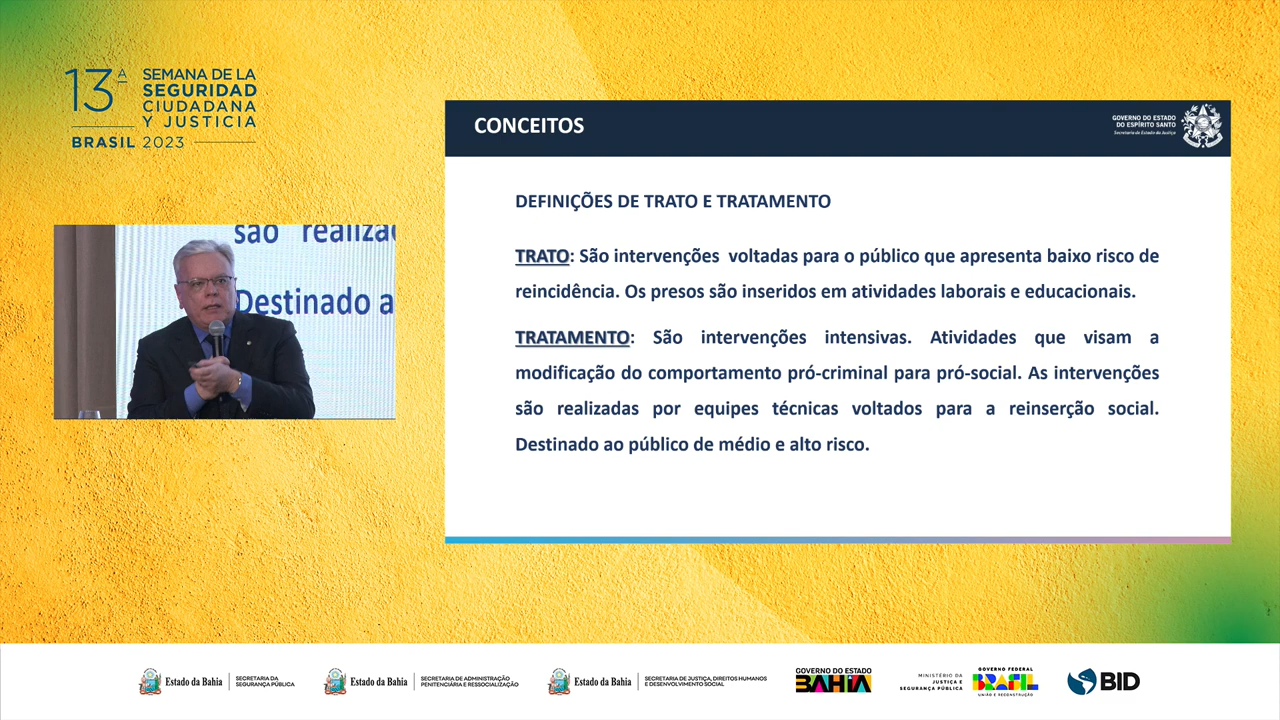 13ª
SEMANA DE LA
SEGURIDAD
CIUDADANA
Y JUSTICIA
BRASIL 2023
CONCEITOS
GOVERNO DO ESTADO
DO ESPÍRITO SANTO
Secretaria de Estado da Justiça
DEFINIÇÕES DE TRATO E TRATAMENTO
TRATO: São intervenções voltadas para o público que apresenta baixo risco de
reincidência. Os presos são inseridos em atividades laborais e educacionais.
TRATAMENTO: São intervenções intensivas. Atividades que visam a
modificação do comportamento pró-criminal para pró-social. As intervenções
são realizadas por equipes técnicas voltados para a reinserção social.
Destinado ao público de médio e alto risco.
são realiza
Destinado a
Estado da Bahia
SECRETARIA DA
SEGURANÇA PÚBLICA
Estado da Bahia
SECRETARIA DE ADMINISTRAÇÃO
PENITENCIÁRIA E RESSOCIALIZAÇÃO
Estado da Bahia
SECRETARIA DE JUSTIÇA, DIREITOS HUMANOS
E DESENVOLVIMENTO SOCIAL
GOVERNO DO ESTADO
BAHIA
MINISTÉRIO DA
JUSTIÇA E
SEGURANÇA PÚBLICA
GOVERNO FEDERAL
BRASIL
UNIÃO E RECONSTRUÇÃO
BID